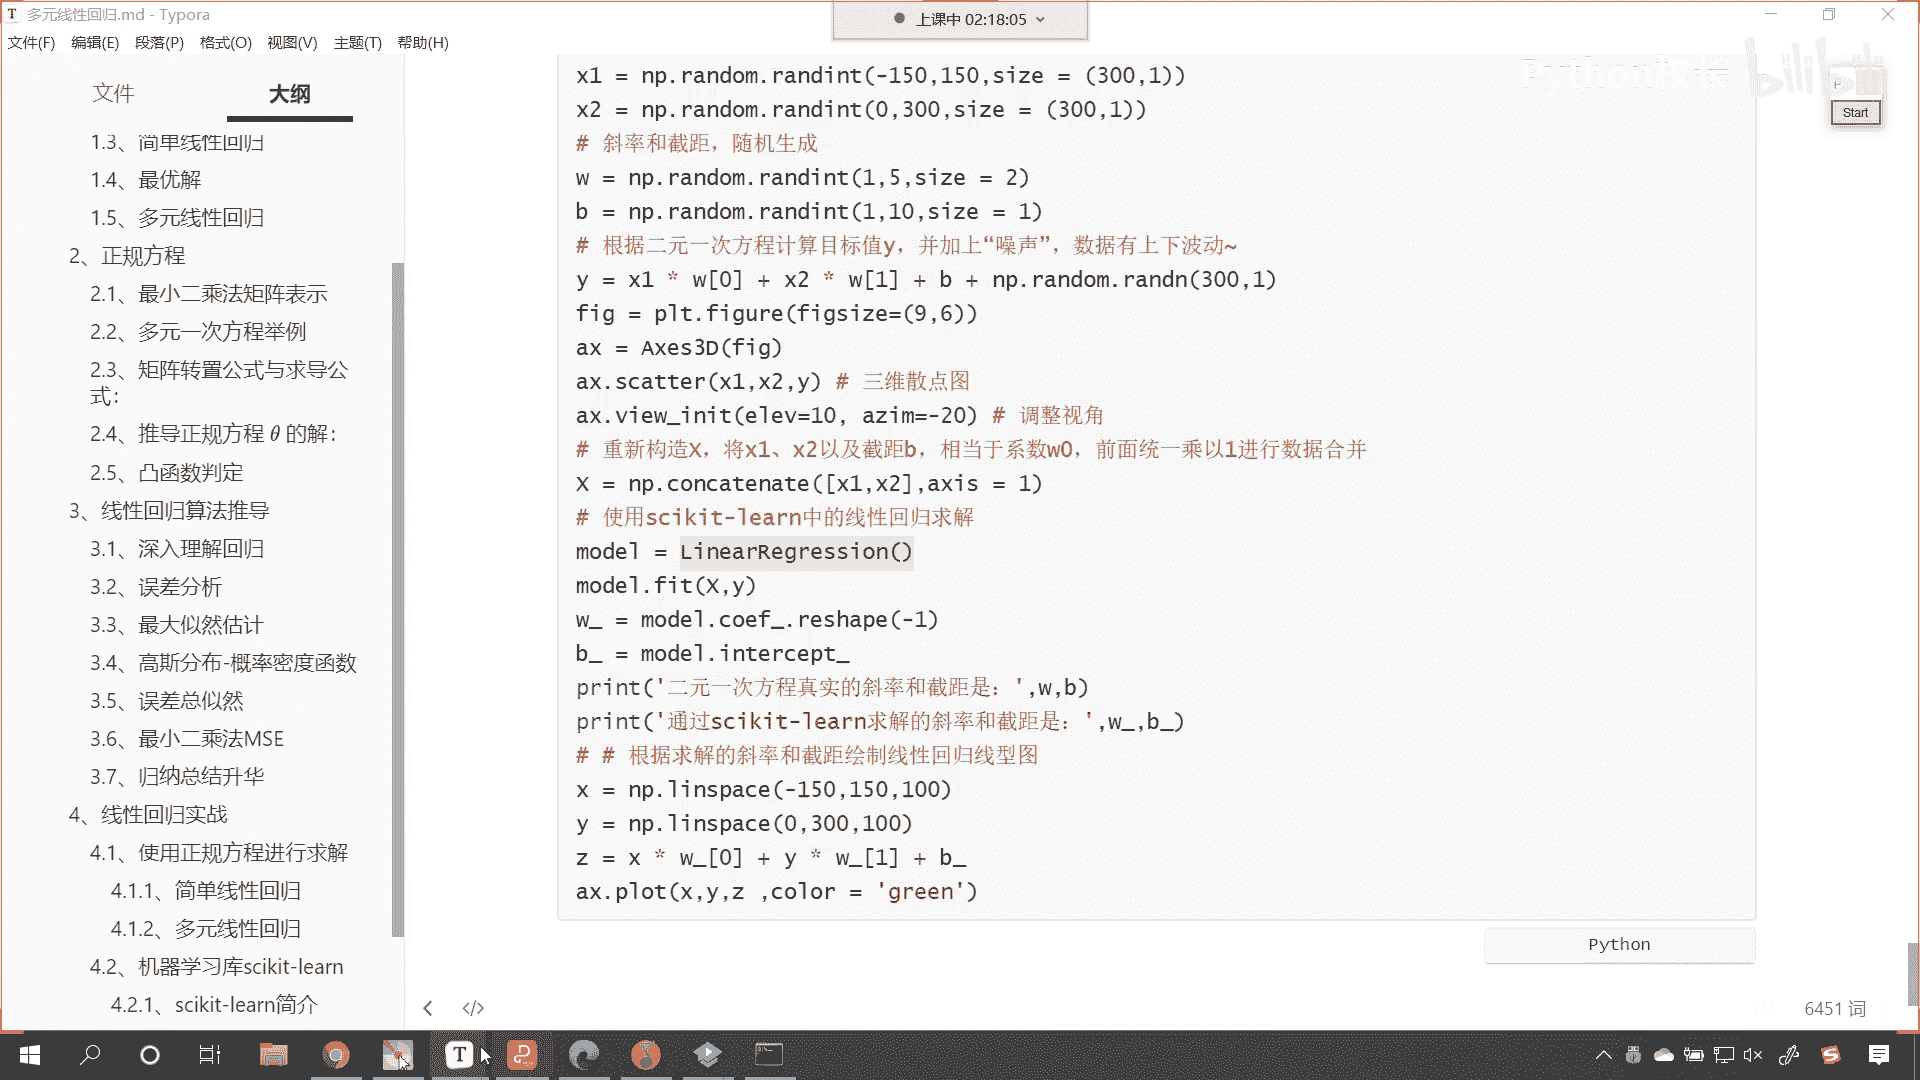 多元线性回归.md - Typora
上课中 02:18:05
文件(F) 编辑(E) 段落(P) 格式(O) 视图(V) 主题(T) 帮助(H)
Python校长 bilibili
Start
文件 大纲
1.3、简单线性回归
1.4、最优解
1.5、多元线性回归
2、正规方程
2.1、最小二乘法矩阵表示
2.2、多元一次方程举例
2.3、矩阵转置公式与求导公
式：
2.4、推导正规方程 θ 的解：
2.5、凸函数判定
3、线性回归算法推导
3.1、深入理解回归
3.2、误差分析
3.3、最大似然估计
3.4、高斯分布-概率密度函数
3.5、误差总似然
3.6、最小二乘法MSE
3.7、归纳总结升华
4、线性回归实战
4.1、使用正规方程进行求解
4.1.1、简单线性回归
4.1.2、多元线性回归
4.2、机器学习库scikit-learn
4.2.1、scikit-learn简介
x1 = np.random.randint(-150,150,size = (300,1))
x2 = np.random.randint(0,300,size = (300,1))
# 斜率和截距，随机生成
w = np.random.randint(1,5,size = 2)
b = np.random.randint(1,10,size = 1)
# 根据二元一次方程计算目标值y，并加上“噪声”，数据有上下波动~
y = x1 * w[0] + x2 * w[1] + b + np.random.randn(300,1)
fig = plt.figure(figsize=(9,6))
ax = Axes3D(fig)
ax.scatter(x1,x2,y) # 三维散点图
ax.view_init(elev=10, azim=-20) # 调整视角
# 重新构造X，将x1、x2以及截距b，相当于系数w0，前面统一乘以1进行数据合并
X = np.concatenate([x1,x2],axis = 1)
# 使用scikit-learn中的线性回归求解
model = LinearRegression()
model.fit(X,y)
w_ = model.coef_.reshape(-1)
b_ = model.intercept_
print('二元一次方程真实的斜率和截距是：',w,b)
print('通过scikit-learn求解的斜率和截距是：',w_,b_)
# # 根据求解的斜率和截距绘制线性回归线型图
x = np.linspace(-150,150,100)
y = np.linspace(0,300,100)
z = x * w_[0] + y * w_[1] + b_
ax.plot(x,y,z ,color = 'green')
Python
6451 词